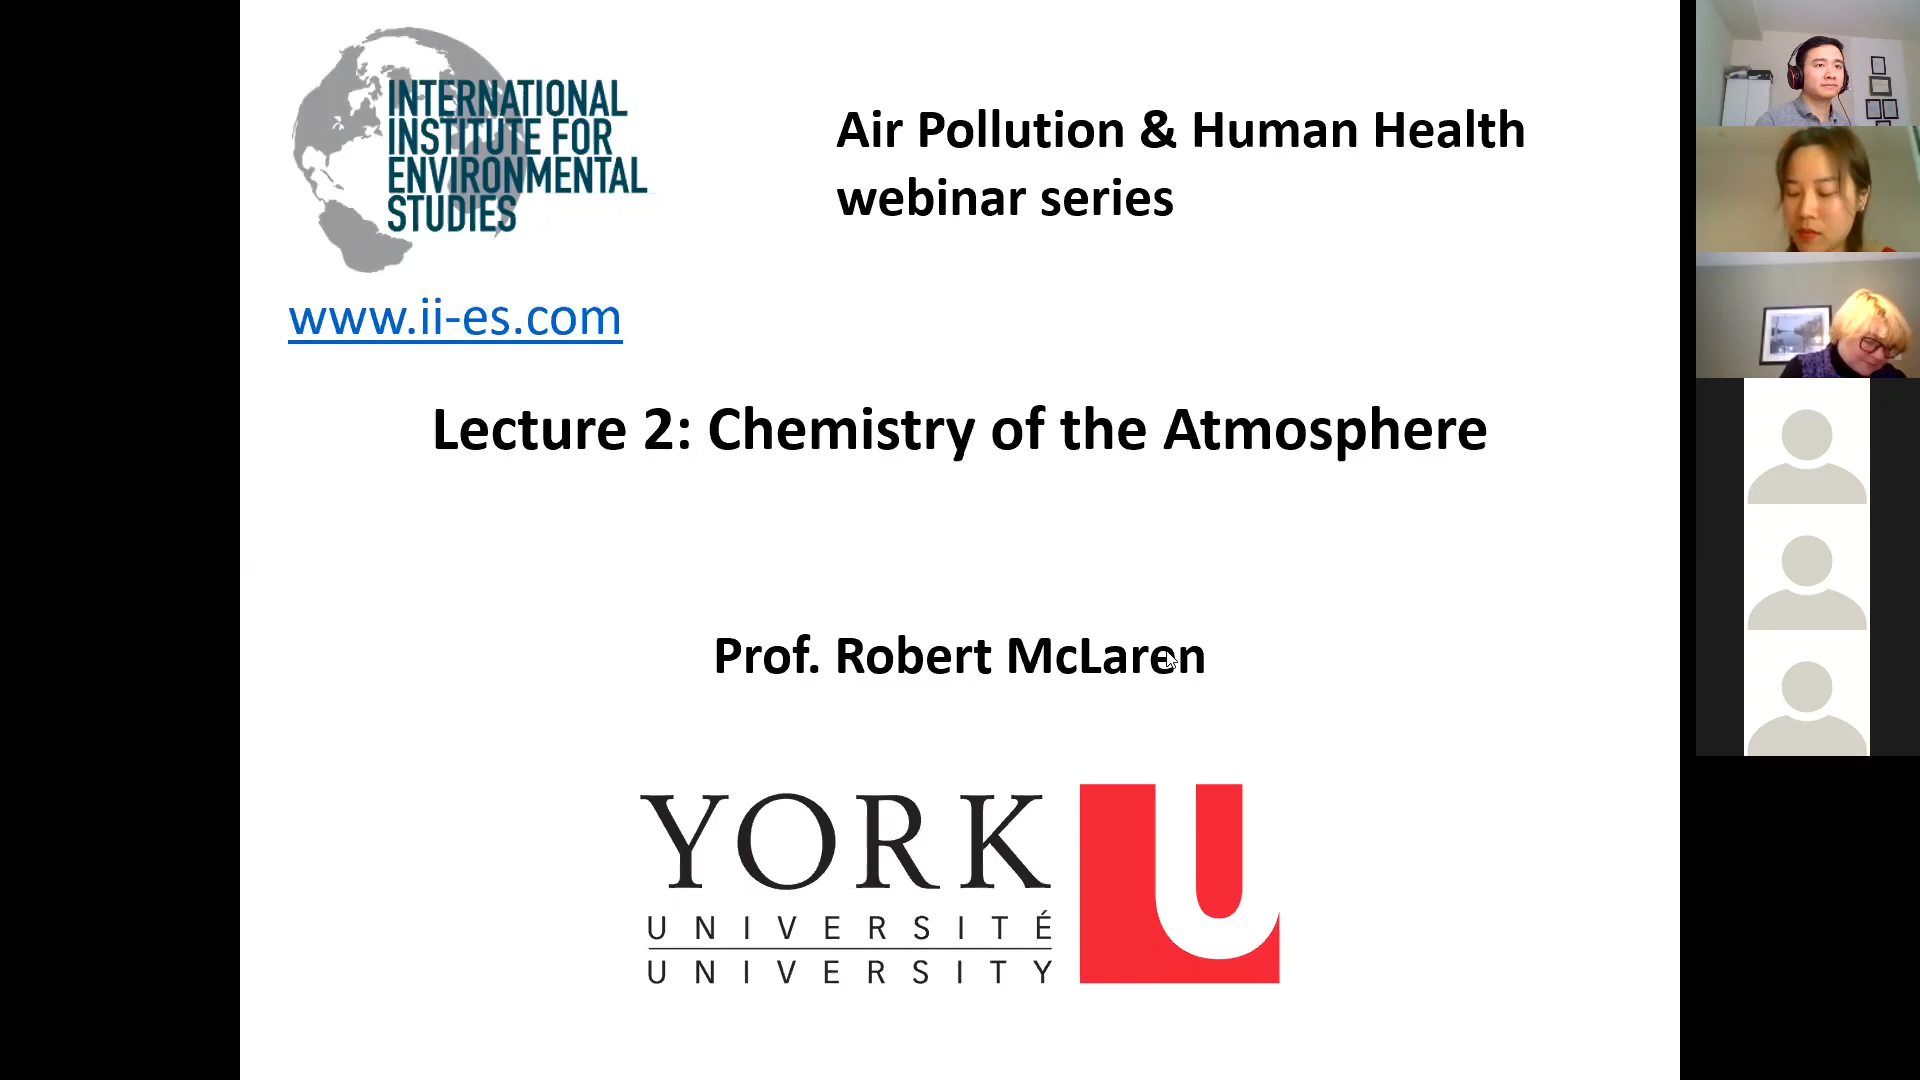 INTERNATIONAL
INSTITUTE FOR
ENVIRONMENTAL
STUDIES
www.ii-es.com
Air Pollution & Human Health
webinar series
Lecture 2: Chemistry of the Atmosphere
Prof. Robert McLaren
YORK
UNIVERSITÉ
UNIVERSITY
U